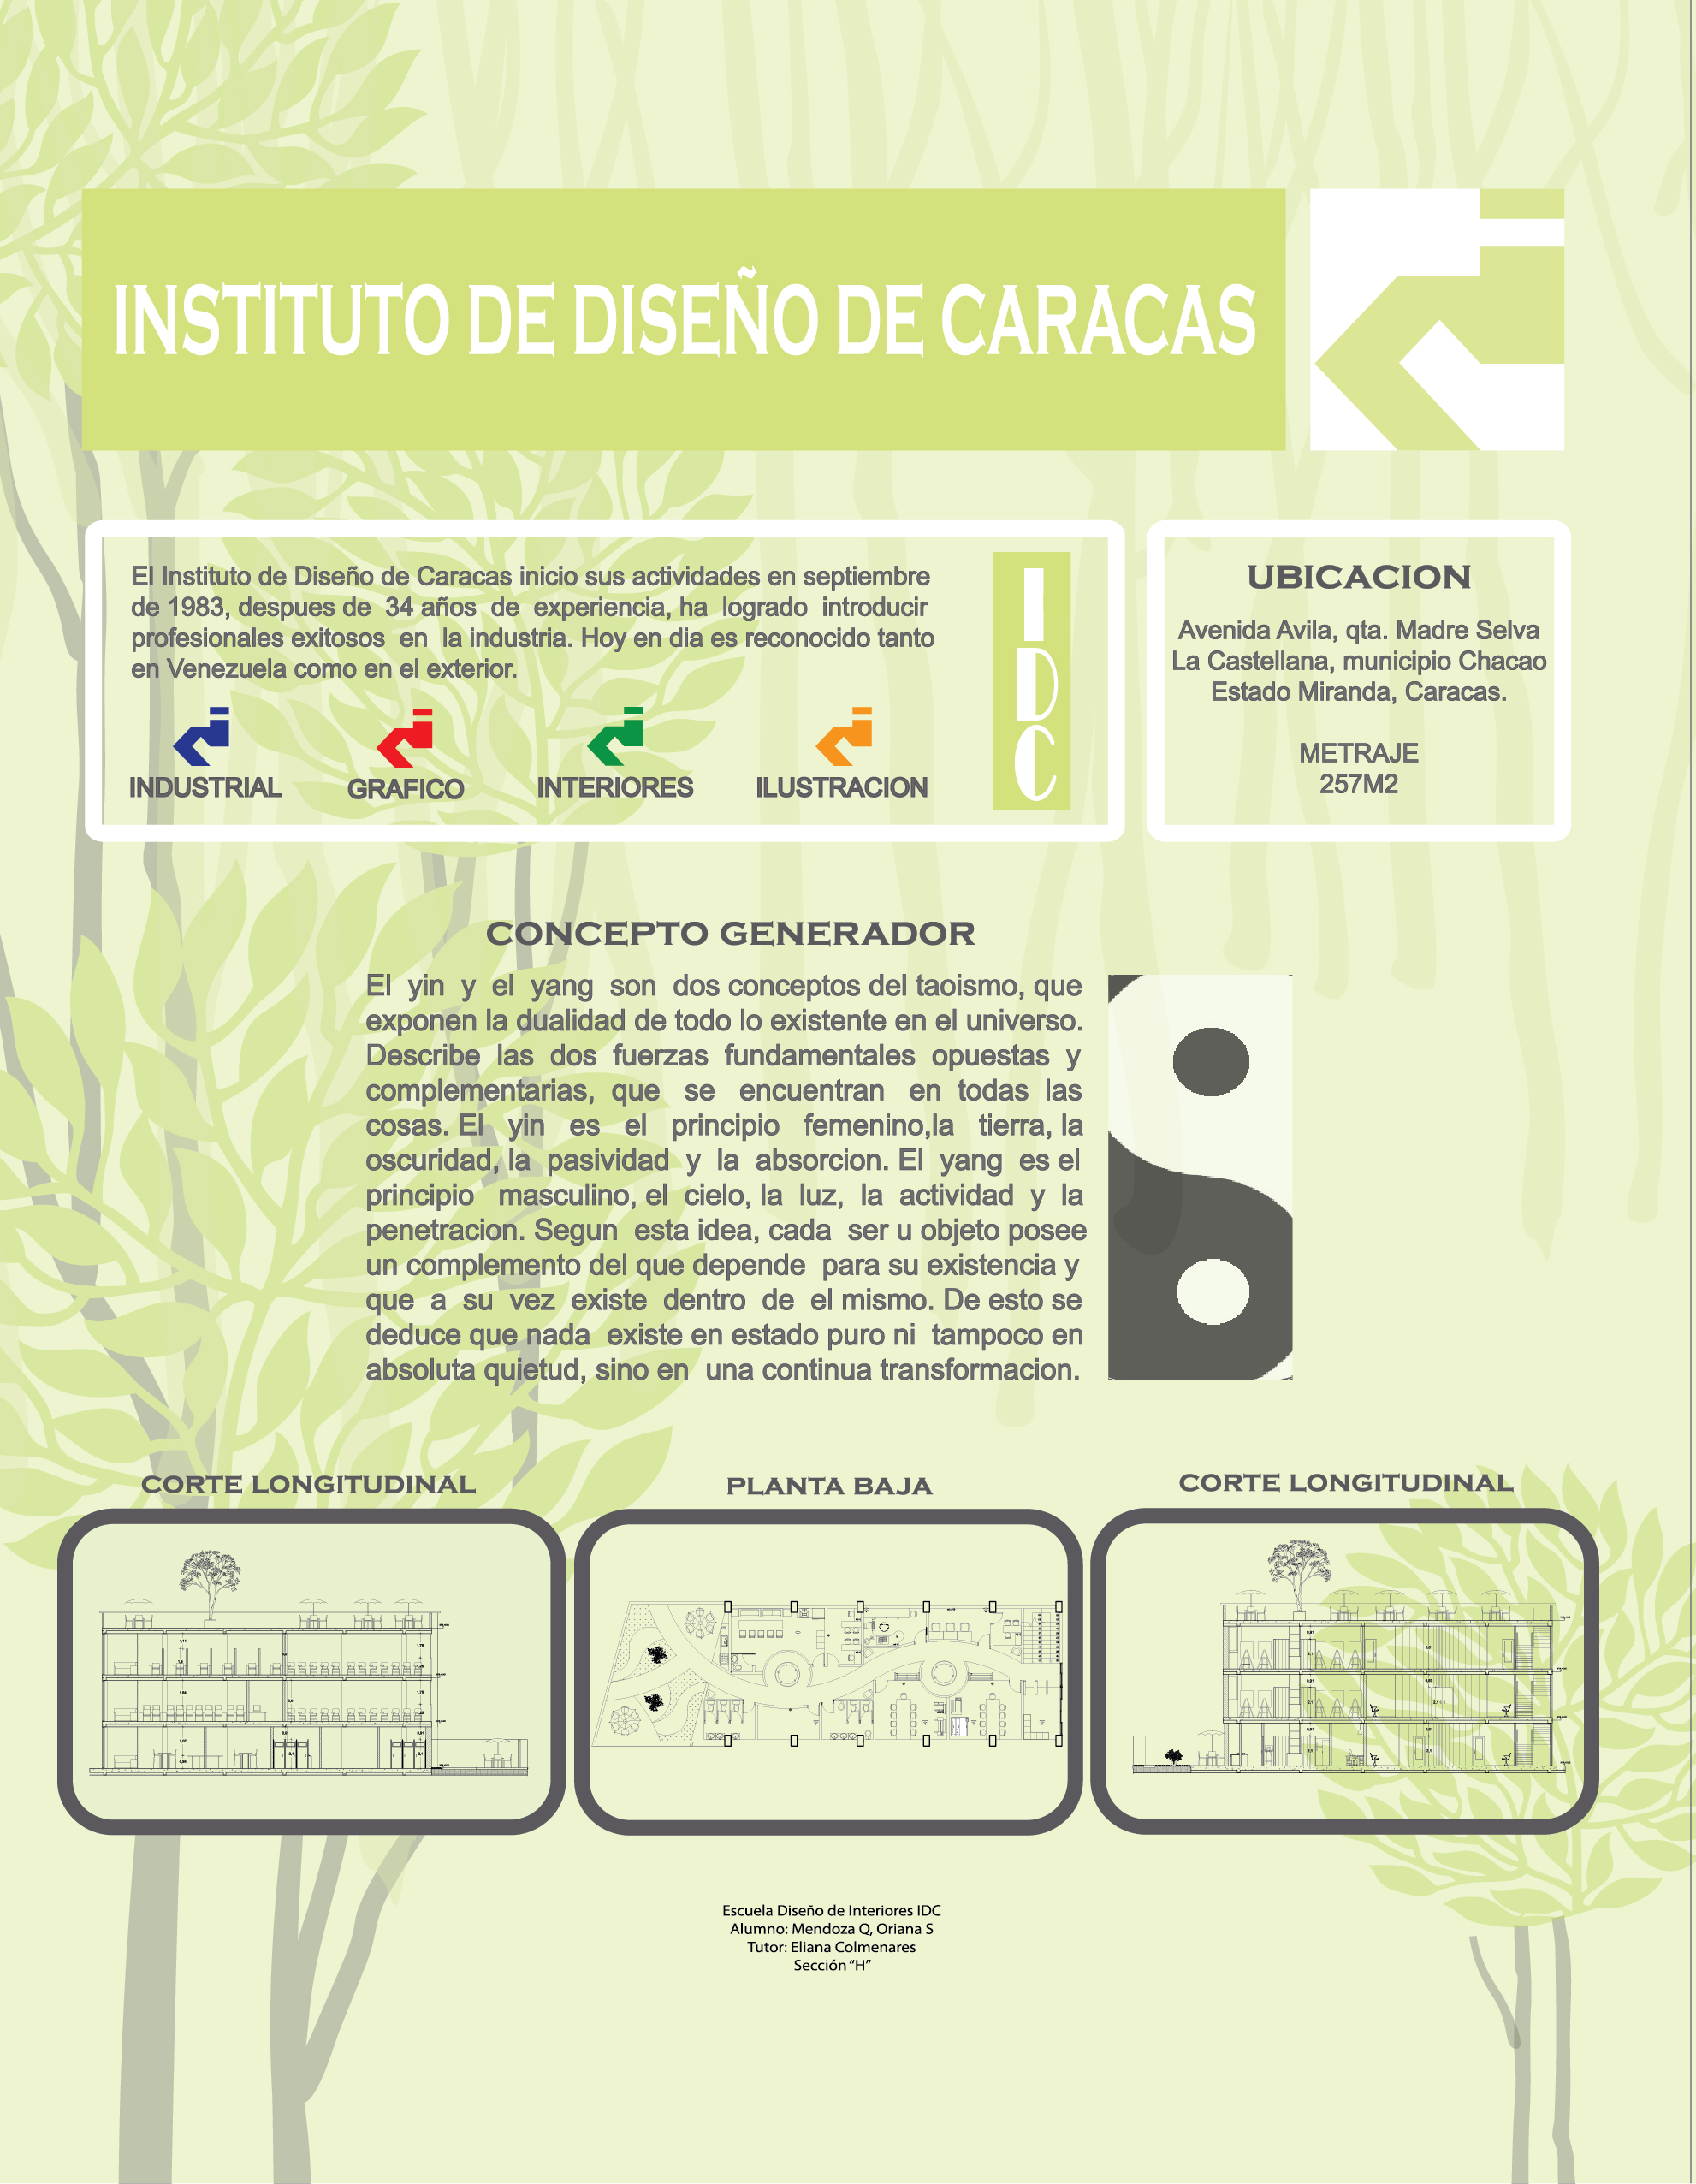 INSTITUTO DE DISEÑO DE CARACAS
El Instituto de Diseño de Caracas inicio sus actividades en septiembre
de 1983, despues de 34 años de experiencia, ha logrado introducir
profesionales exitosos en la industria. Hoy en dia es reconocido tanto
en Venezuela como en el exterior.
INDUSTRIAL
GRAFICO
INTERIORES
ILUSTRACION
IDC
UBICACION
Avenida Avila, qta. Madre Selva
La Castellana, municipio Chacao
Estado Miranda, Caracas.
METRAJE
257M2
CONCEPTO GENERADOR
El yin y el yang son dos conceptos del taoismo, que
exponen la dualidad de todo lo existente en el universo.
Describe las dos fuerzas fundamentales opuestas y
complementarias, que se encuentran en todas las
cosas. El yin es el principio femenino,la tierra, la
oscuridad, la pasividad y la absorcion. El yang es el
principio masculino, el cielo, la luz, la actividad y la
penetracion. Segun esta idea, cada ser u objeto posee
un complemento del que depende para su existencia y
que a su vez existe dentro de el mismo. De esto se
deduce que nada existe en estado puro ni tampoco en
absoluta quietud, sino en una continua transformacion.
CORTE LONGITUDINAL
PLANTA BAJA
CORTE LONGITUDINAL
Escuela Diseño de Interiores IDC
Alumno: Mendoza Q, Oriana S
Tutor: Eliana Colmenares
Sección “H”